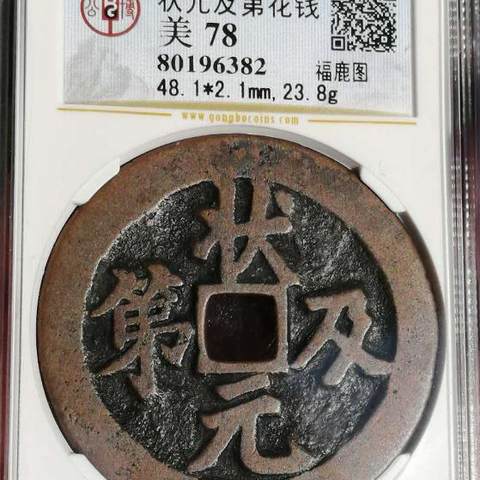 状元及第花钱
美 78
80196382
福鹿图
48.1*2.1mm,23.8g
www.gongbocoins.com
状
第 及
元